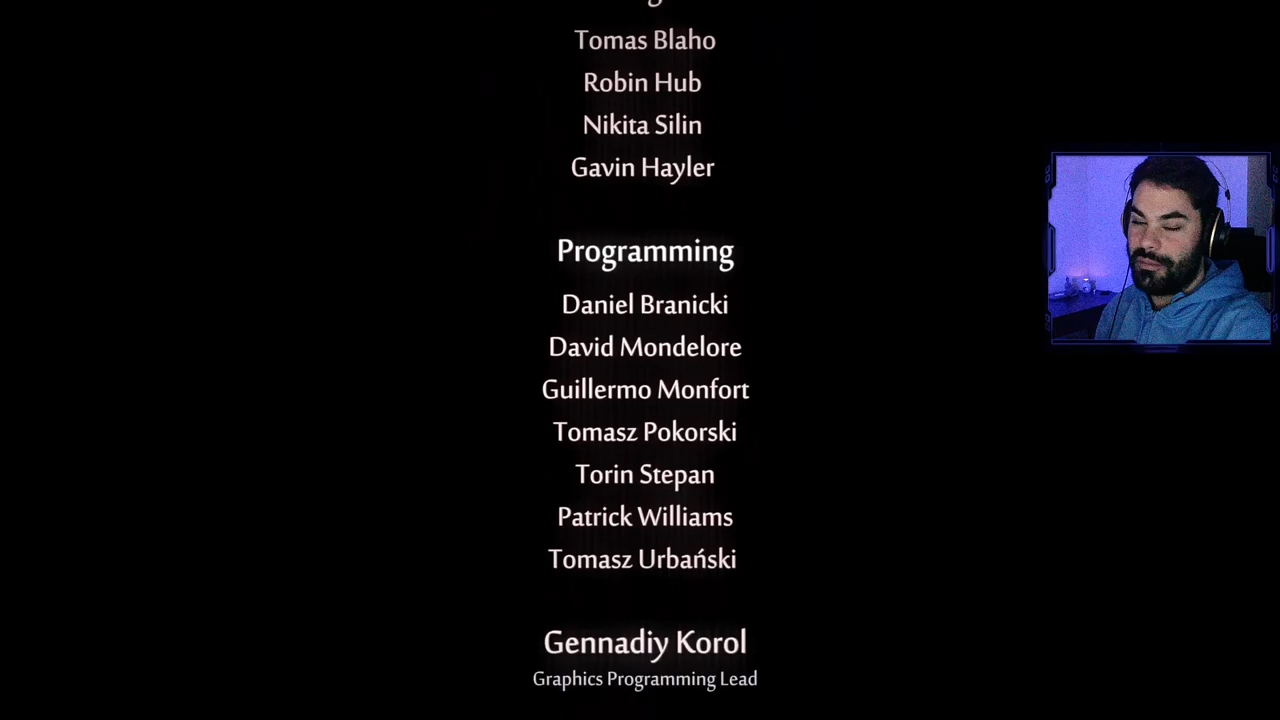 Tomas Blaho
Robin Hub
Nikita Silin
Gavin Hayler
Programming
Daniel Branicki
David Mondelore
Guillermo Monfort
Tomasz Pokorski
Torin Stepan
Patrick Williams
Tomasz Urbański
Gennadiy Korol
Graphics Programming Lead